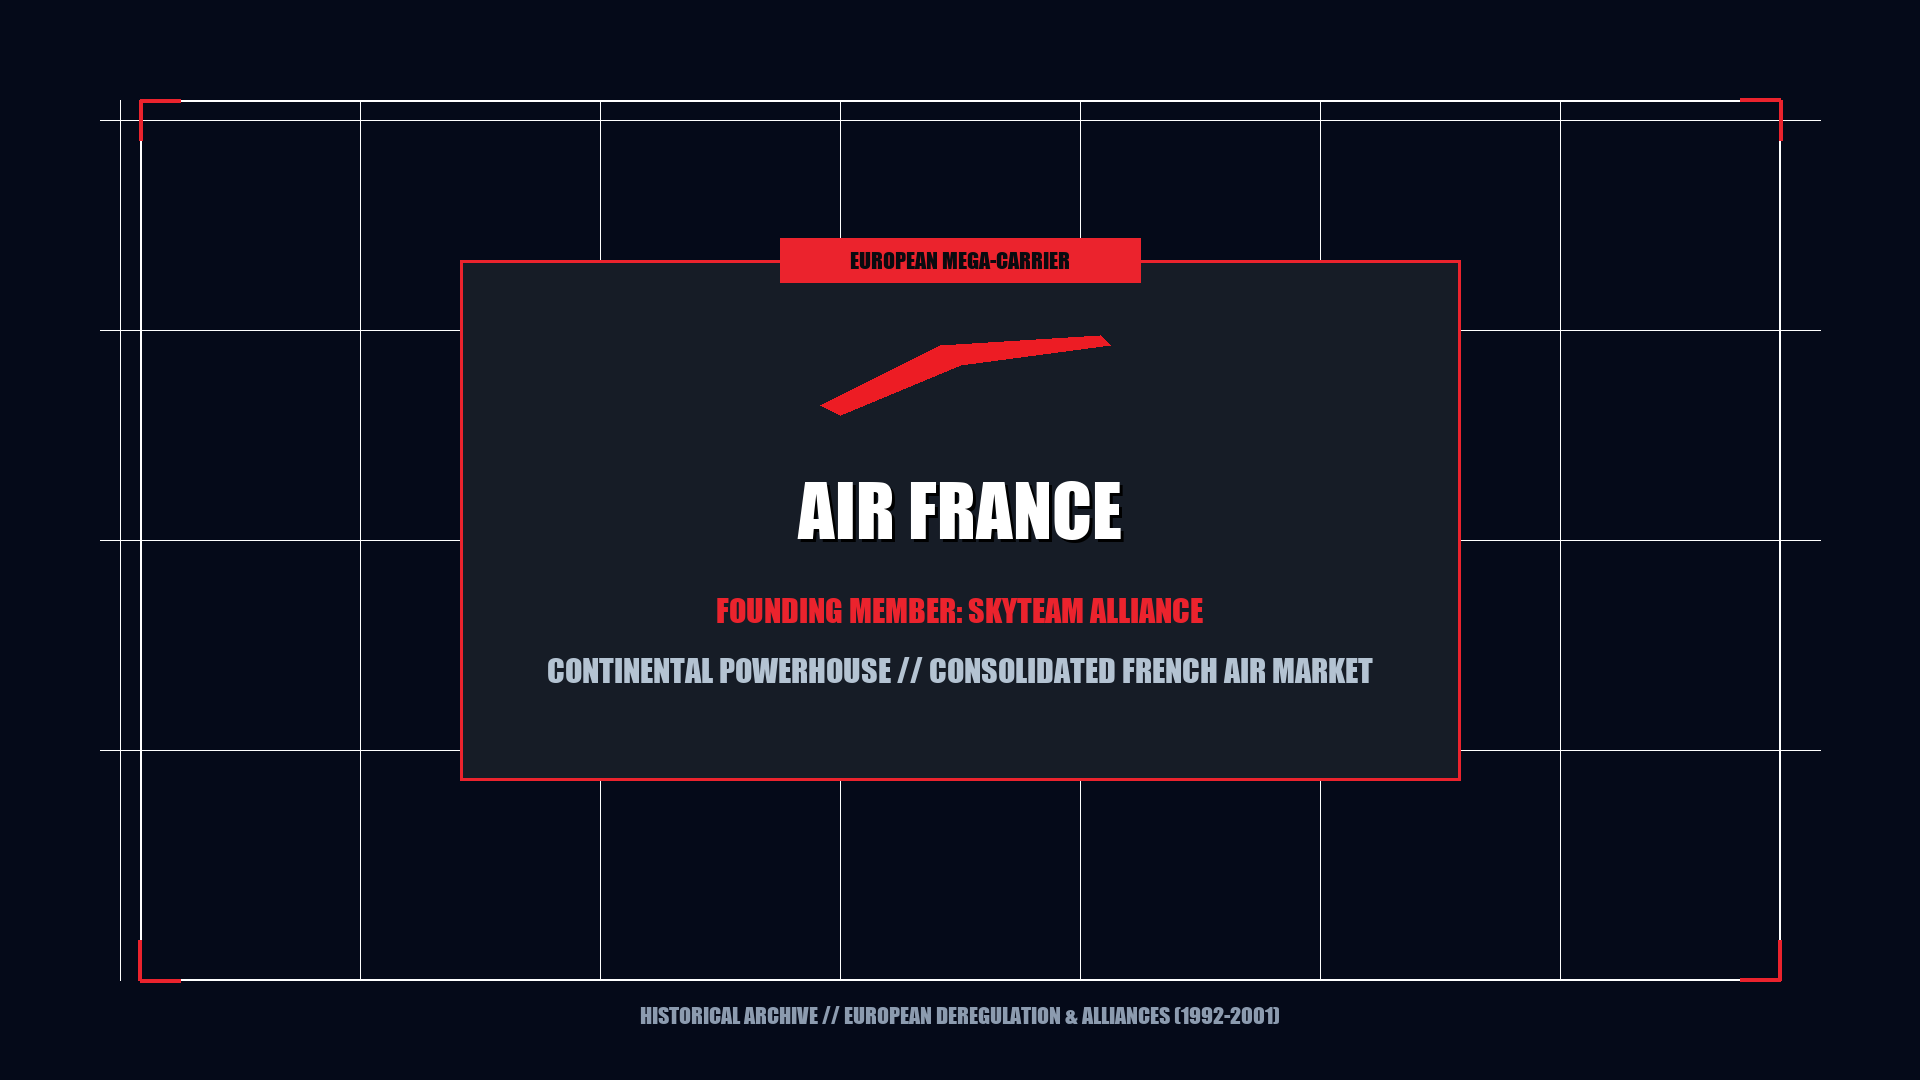 EUROPEAN MEGA-CARRIER
AIR FRANCE
FOUNDING MEMBER: SKYTEAM ALLIANCE
CONTINENTAL POWERHOUSE // CONSOLIDATED FRENCH AIR MARKET
HISTORICAL ARCHIVE // EUROPEAN DEREGULATION & ALLIANCES (1992-2001)